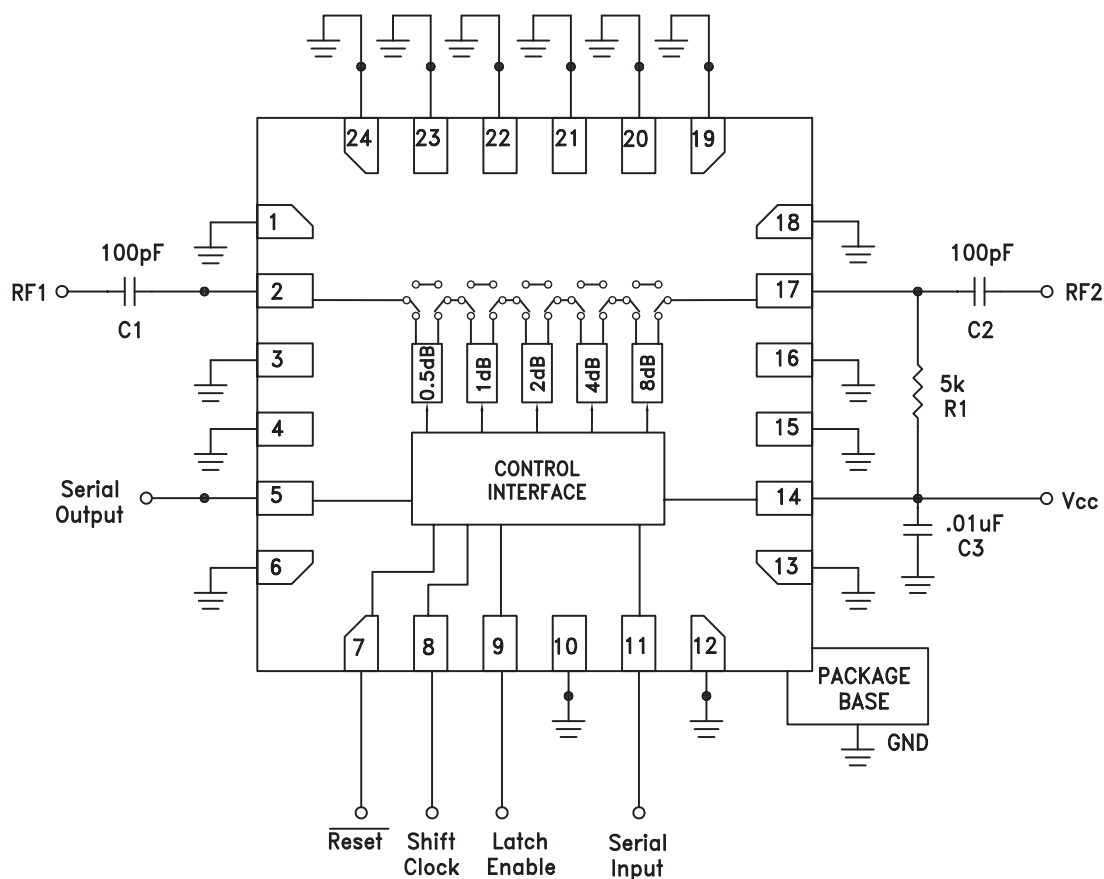 24 23 22 21 20 19
1
18
100pF
100pF
RF1
2
17
RF2
C1
C2
0.5dB
1dB
2dB
4dB
8dB
3
16
5k
R1
4
15
CONTROL
INTERFACE
Serial
Output
5
14
Vcc
.01uF
C3
6
13
7 8 9 10 11 12
PACKAGE
BASE
GND
Reset
Shift
Clock
Latch
Enable
Serial
Input